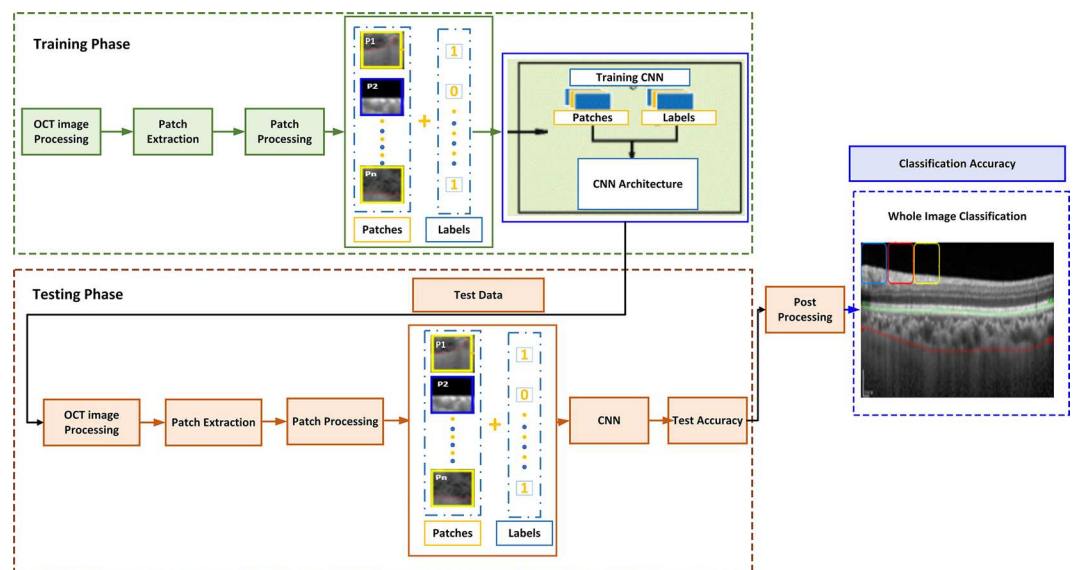 Training Phase
OCT image
Processing
Patch
Extraction
Patch
Processing
P1
P2
Pn
+
1
0
1
Patches
Labels
Training CNN
Patches
Labels
CNN Architecture
Classification Accuracy
Whole Image Classification
Testing Phase
Test Data
OCT image
Processing
Patch Extraction
Patch Processing
P1
P2
Pn
+
1
0
1
Patches
Labels
CNN
Test Accuracy
Post
Processing